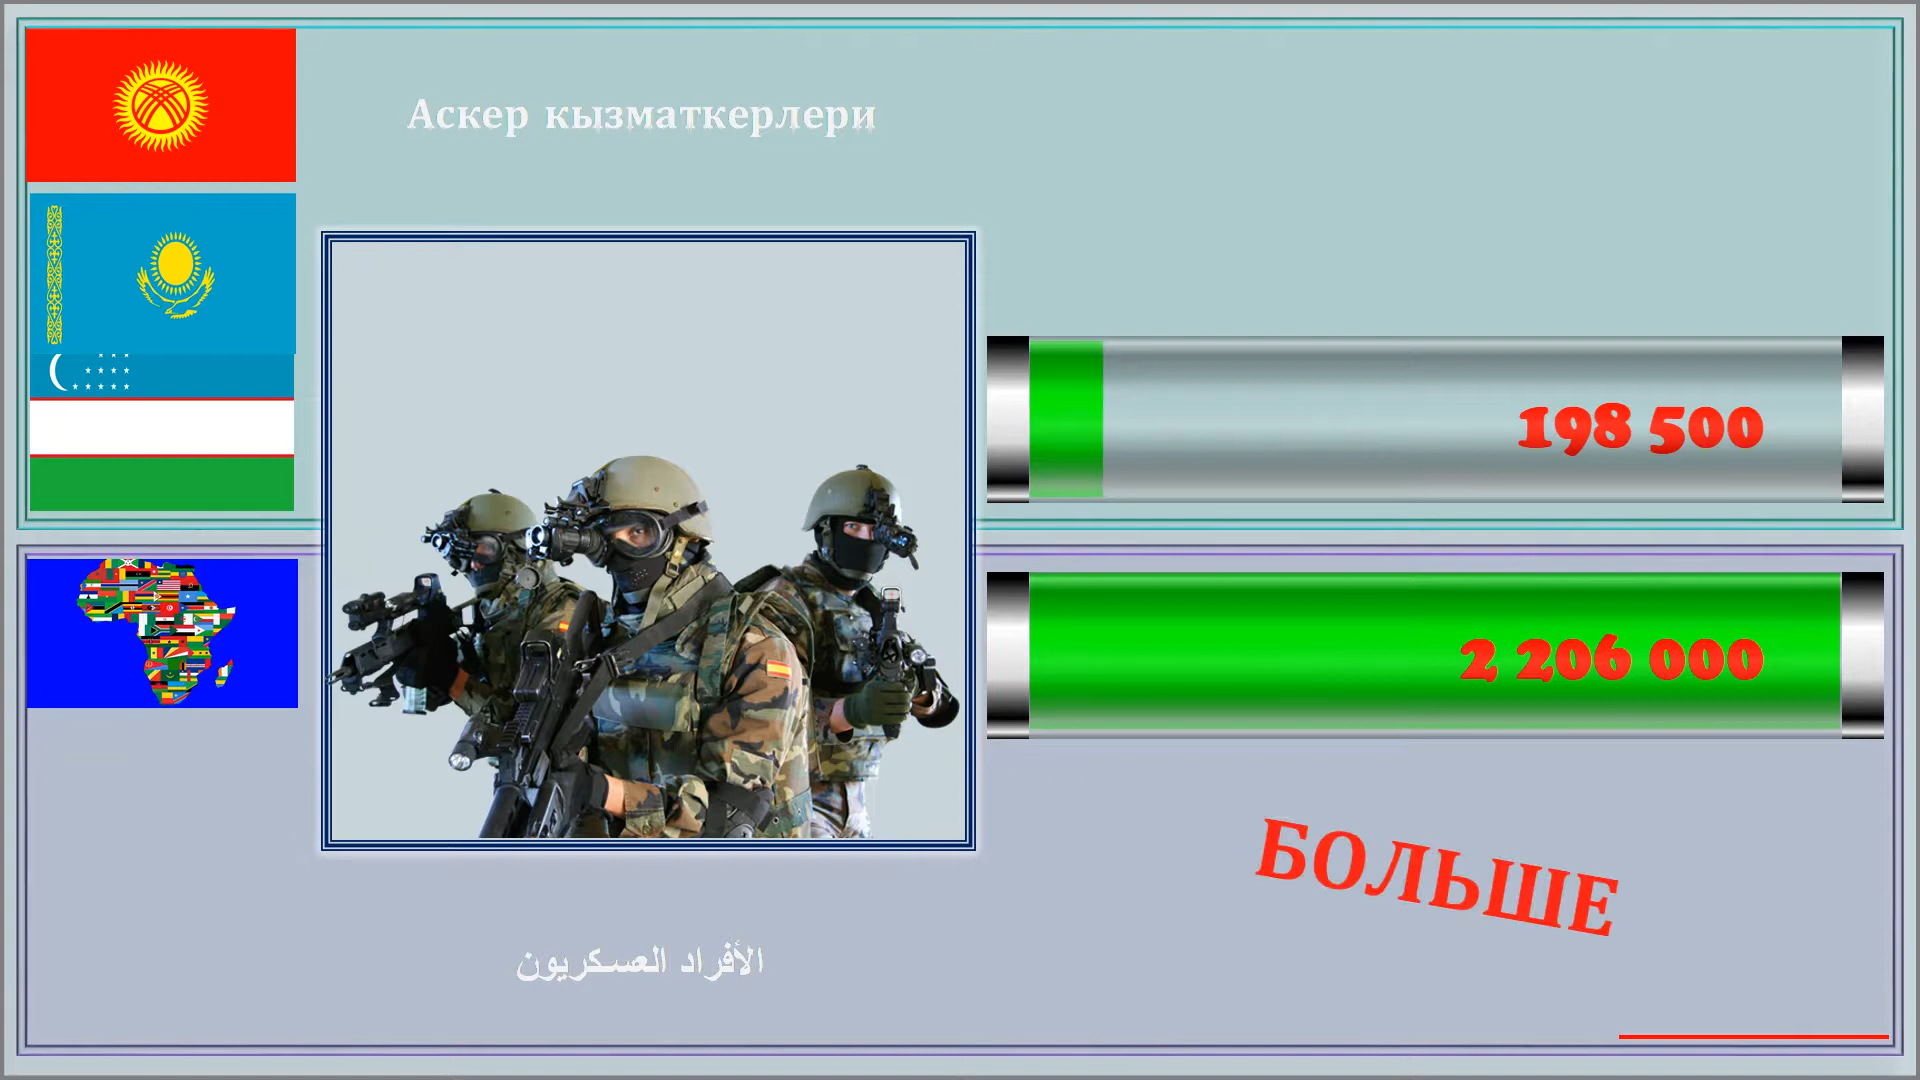 Аскер кызматкерлери
198 500
2 206 000
БОЛЬШЕ
الأفراد العسكريون